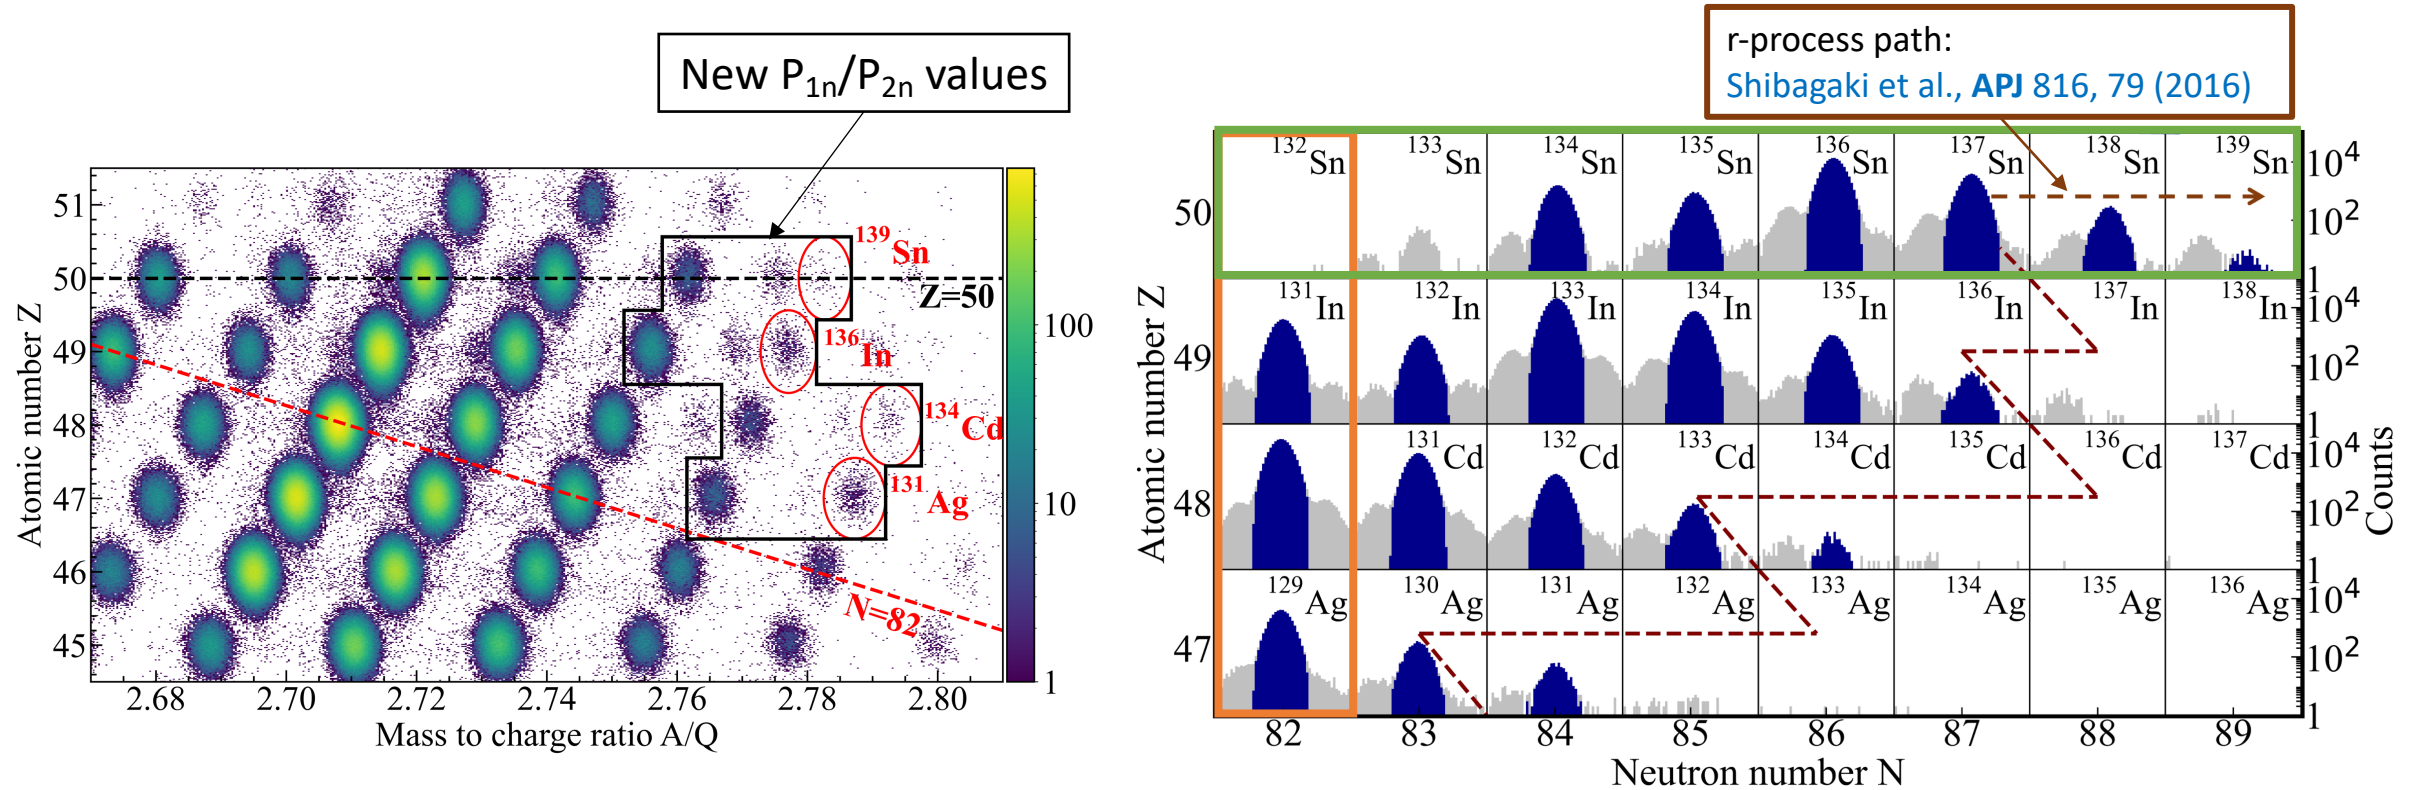 New P1n/P2n values
r-process path:
Shibagaki et al., APJ 816, 79 (2016)
Atomic number Z
51
50
49
48
47
46
45
139Sn
Z=50
136In
134Cd
131Ag
N=82
2.68 2.70 2.72 2.74 2.76 2.78 2.80
Mass to charge ratio A/Q
100
10
1
Atomic number Z
50
49
48
47
132Sn 133Sn 134Sn 135Sn 136Sn 137Sn 138Sn 139Sn
131In 132In 133In 134In 135In 136In 137In 138In
131Cd 132Cd 133Cd 134Cd 135Cd 136Cd 137Cd
129Ag 130Ag 131Ag 132Ag 133Ag 134Ag 135Ag 136Ag
10^4
10^2
1
10^4
10^2
1
10^4
10^2
1
10^4
10^2
1
Counts
82 83 84 85 86 87 88 89
Neutron number N